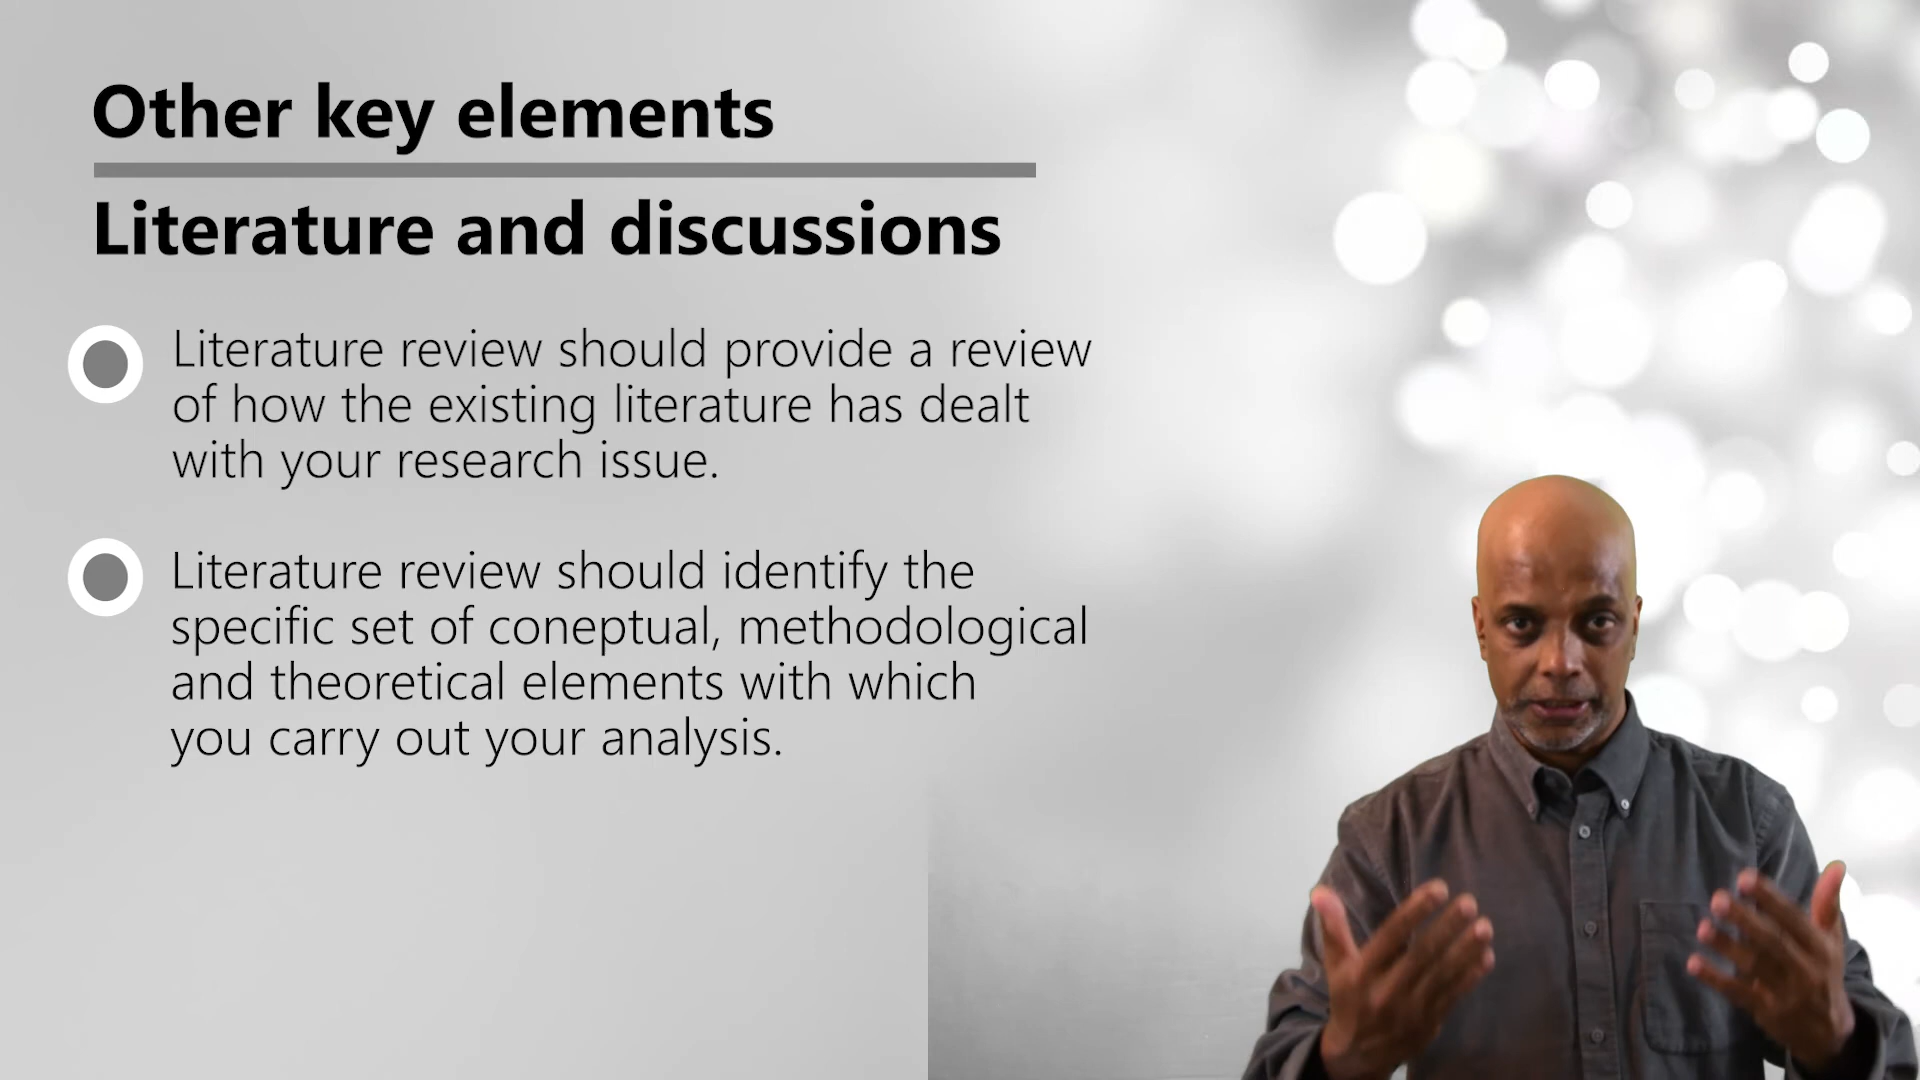 Other key elements
Literature and discussions
Literature review should provide a review
of how the existing literature has dealt
with your research issue.
Literature review should identify the
specific set of coneptual, methodological
and theoretical elements with which
you carry out your analysis.